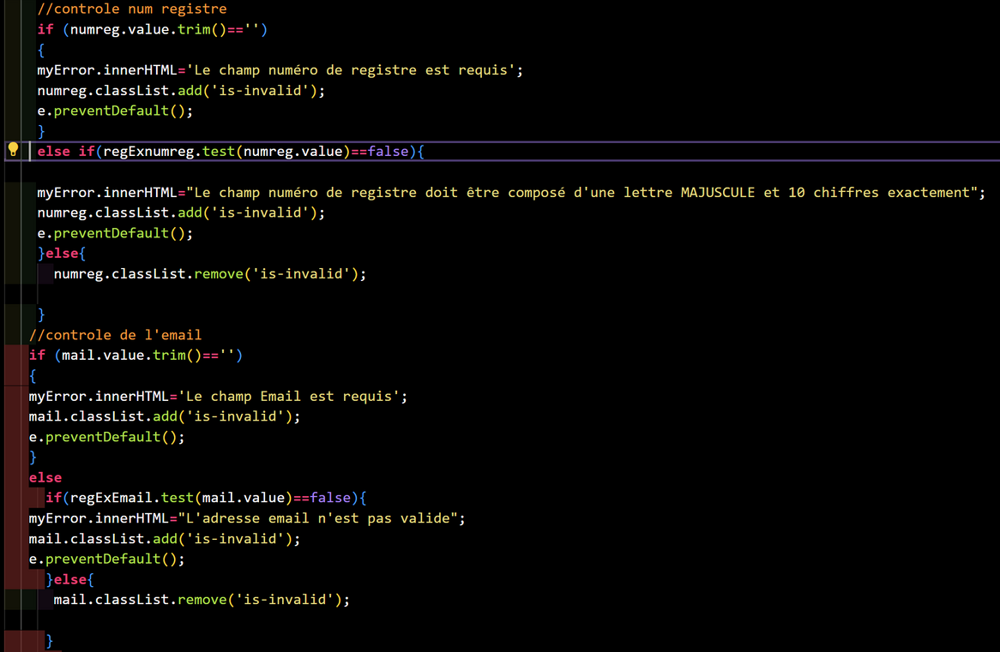 //controle num registre
if (numreg.value.trim()=='')
{
myError.innerHTML='Le champ numéro de registre est requis';
numreg.classList.add('is-invalid');
e.preventDefault();
}
else if(regExnumreg.test(numreg.value)==false){
myError.innerHTML="Le champ numéro de registre doit être composé d'une lettre MAJUSCULE et 10 chiffres exactement";
numreg.classList.add('is-invalid');
e.preventDefault();
}else{
numreg.classList.remove('is-invalid');
}
//controle de l'email
if (mail.value.trim()=='')
{
myError.innerHTML='Le champ Email est requis';
mail.classList.add('is-invalid');
e.preventDefault();
}
else
if(regExEmail.test(mail.value)==false){
myError.innerHTML="L'adresse email n'est pas valide";
mail.classList.add('is-invalid');
e.preventDefault();
}else{
mail.classList.remove('is-invalid');
}